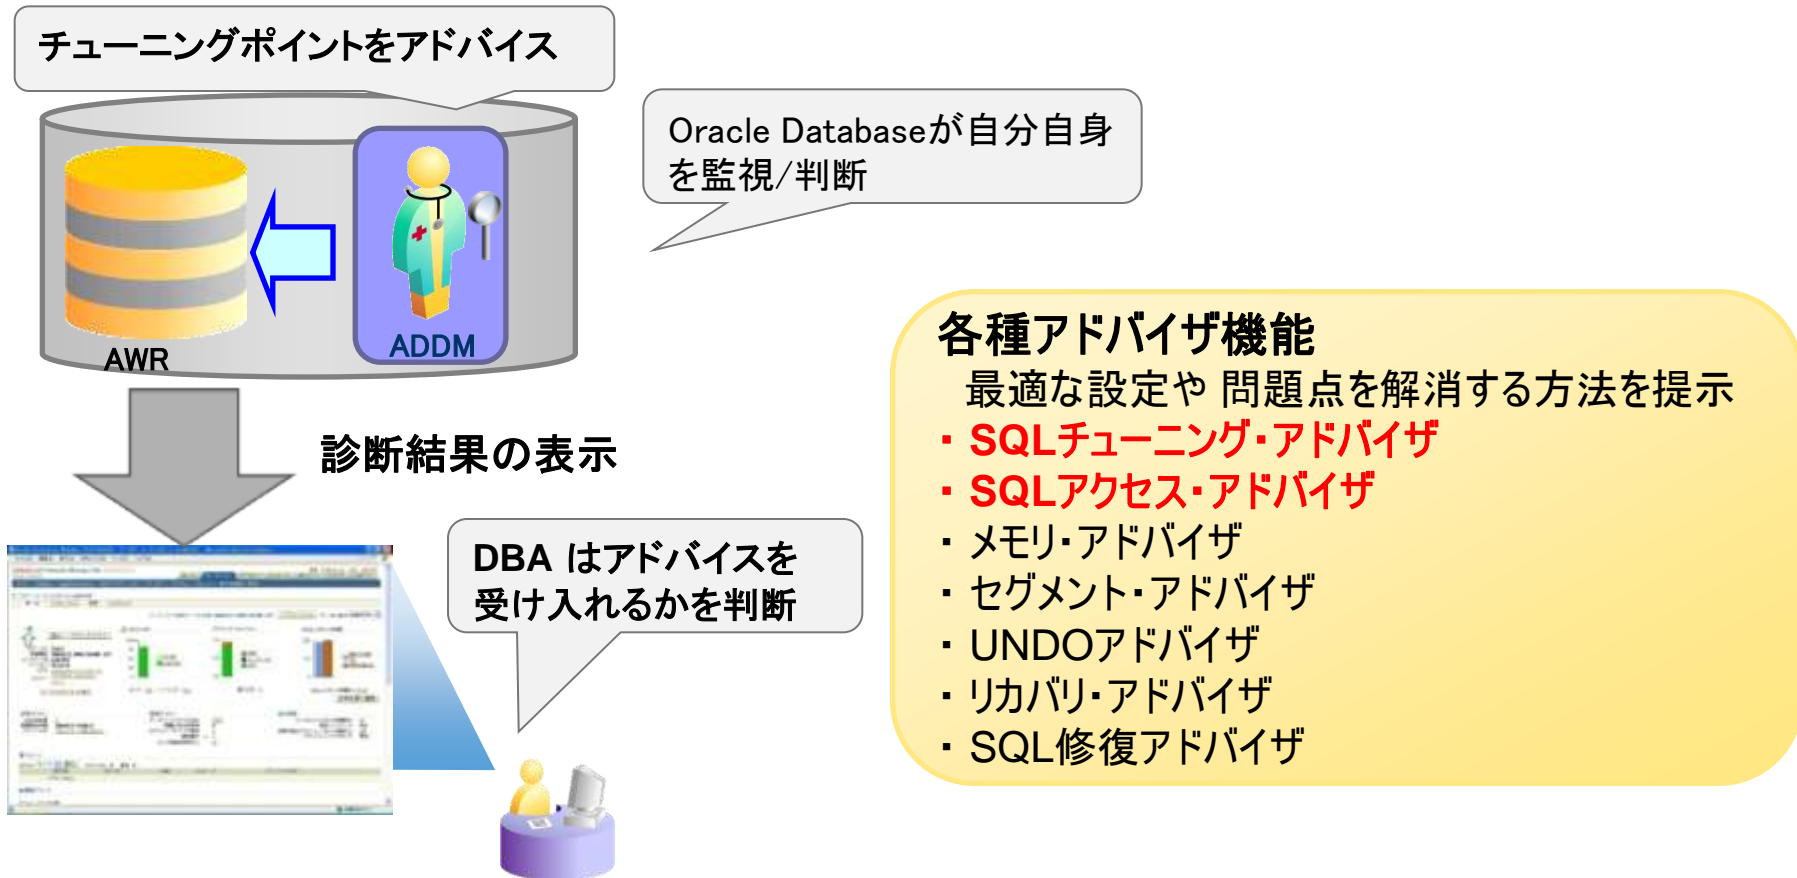 チューニングポイントをアドバイス
Oracle Databaseが自分自身
を監視/判断
AWR
ADDM
診断結果の表示
DBA はアドバイスを
受け入れるかを判断
各種アドバイザ機能
最適な設定や 問題点を解消する方法を提示
・ SQLチューニング・アドバイザ
・ SQLアクセス・アドバイザ
・ メモリ・アドバイザ
・ セグメント・アドバイザ
・ UNDOアドバイザ
・ リカバリ・アドバイザ
・ SQL修復アドバイザ